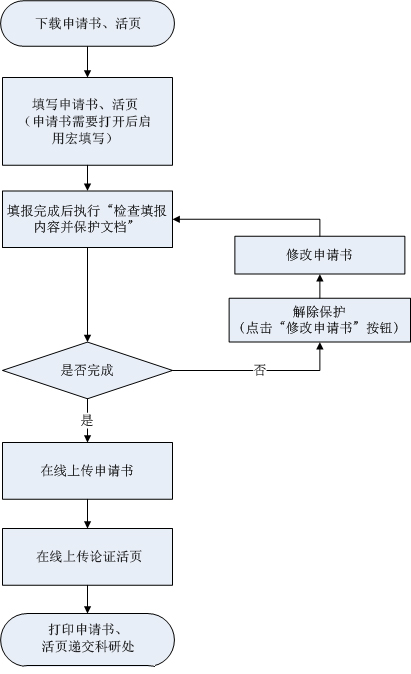 下载申请书、活页
填写申请书、活页
（申请书需要打开后启
用宏填写）
填报完成后执行“检查填报
内容并保护文档”
修改申请书
解除保护
（点击“修改申请书”按钮）
是否完成
否
是
在线上传申请书
在线上传论证活页
打印申请书、
活页递交科研处